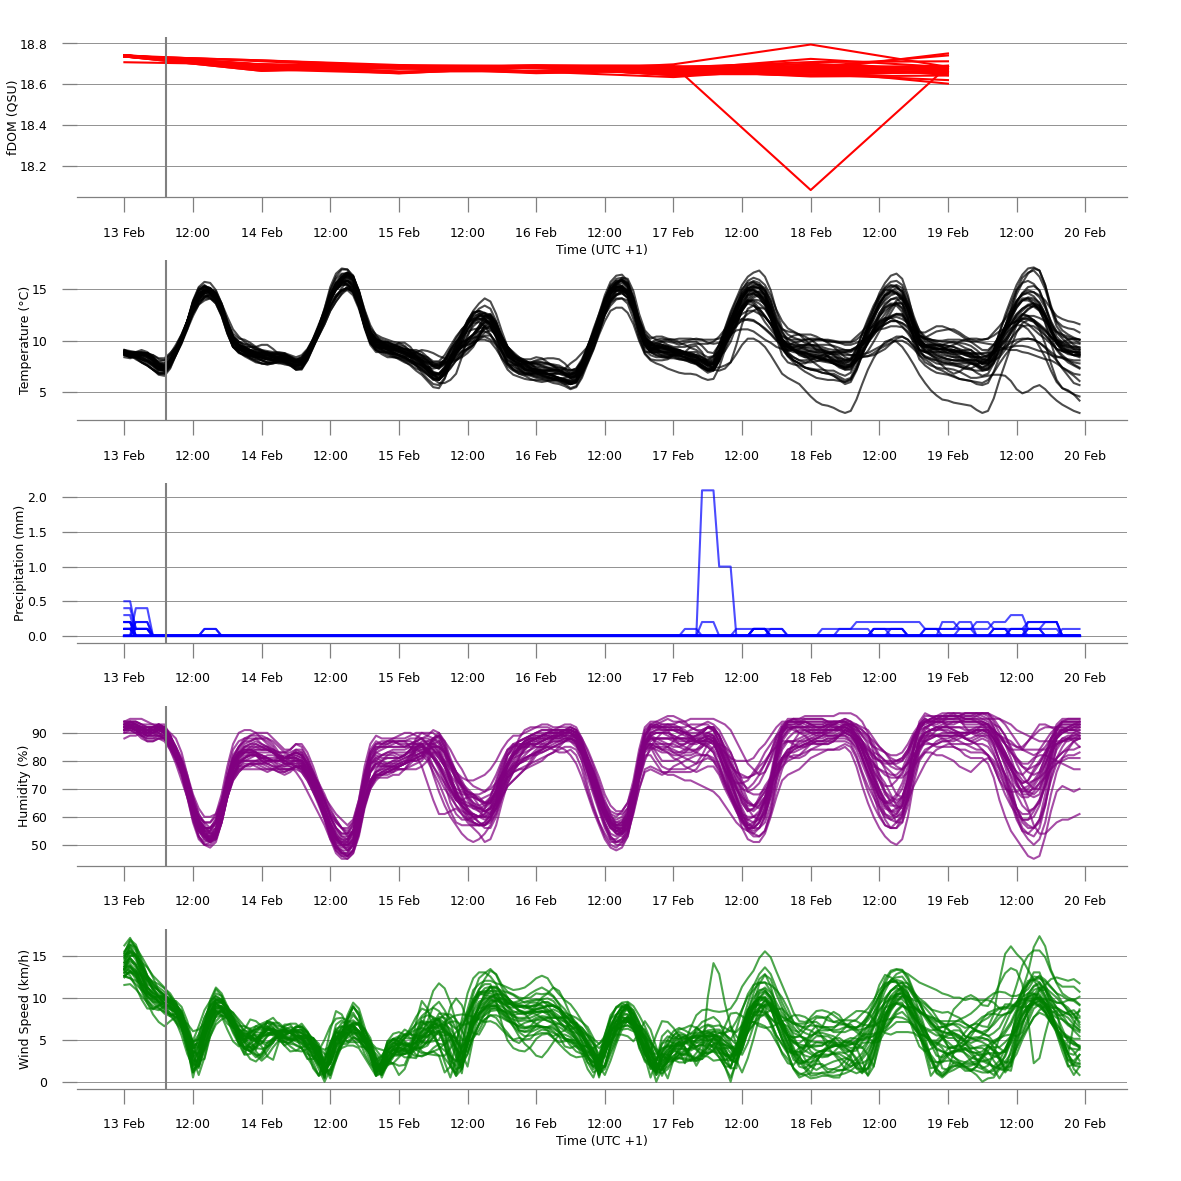 18.8
18.6
18.4
18.2
fDOM (QSU)
13 Feb 12:00 14 Feb 12:00 15 Feb 12:00 16 Feb 12:00 17 Feb 12:00 18 Feb 12:00 19 Feb 12:00 20 Feb
Time (UTC +1)
15
10
5
Temperature (°C)
13 Feb 12:00 14 Feb 12:00 15 Feb 12:00 16 Feb 12:00 17 Feb 12:00 18 Feb 12:00 19 Feb 12:00 20 Feb
2.0
1.5
1.0
0.5
0.0
Precipitation (mm)
13 Feb 12:00 14 Feb 12:00 15 Feb 12:00 16 Feb 12:00 17 Feb 12:00 18 Feb 12:00 19 Feb 12:00 20 Feb
90
80
70
60
50
Humidity (%)
13 Feb 12:00 14 Feb 12:00 15 Feb 12:00 16 Feb 12:00 17 Feb 12:00 18 Feb 12:00 19 Feb 12:00 20 Feb
15
10
5
0
Wind Speed (km/h)
13 Feb 12:00 14 Feb 12:00 15 Feb 12:00 16 Feb 12:00 17 Feb 12:00 18 Feb 12:00 19 Feb 12:00 20 Feb
Time (UTC +1)